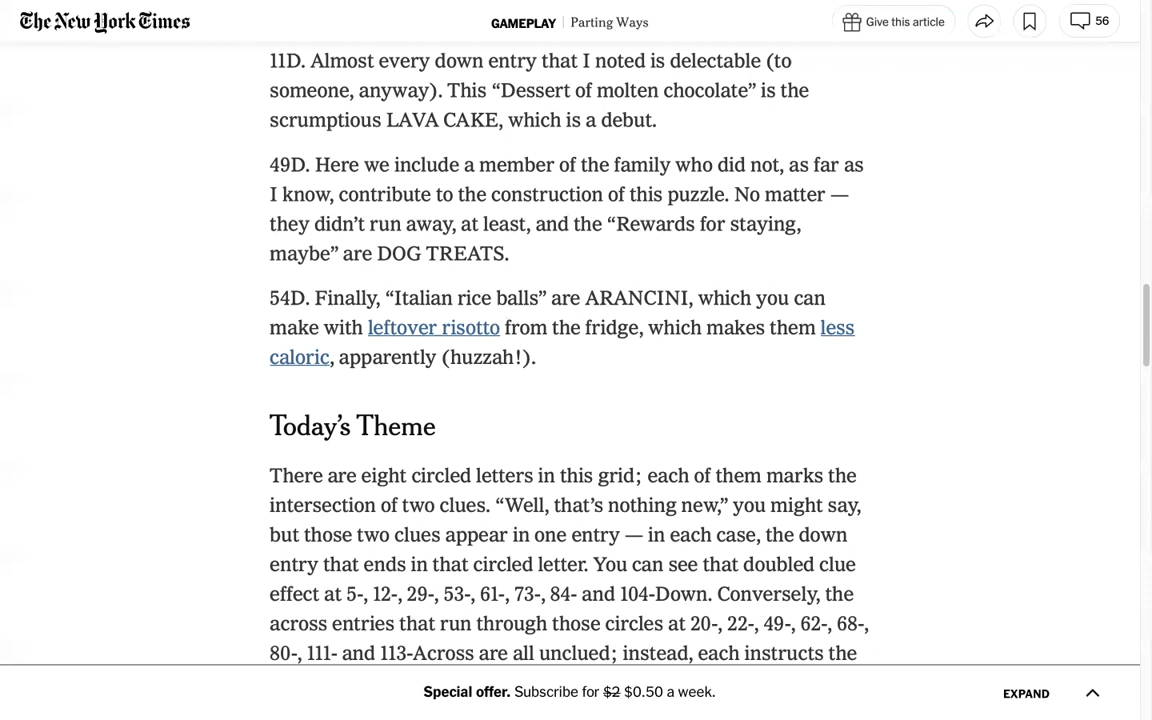 The New York Times
GAMEPLAY | Parting Ways
Give this article
56
11D. Almost every down entry that I noted is delectable (to
someone, anyway). This “Dessert of molten chocolate” is the
scrumptious LAVA CAKE, which is a debut.
49D. Here we include a member of the family who did not, as far as
I know, contribute to the construction of this puzzle. No matter —
they didn’t run away, at least, and the “Rewards for staying,
maybe” are DOG TREATS.
54D. Finally, “Italian rice balls” are ARANCINI, which you can
make with leftover risotto from the fridge, which makes them less
caloric, apparently (huzzah!).
Today’s Theme
There are eight circled letters in this grid; each of them marks the
intersection of two clues. “Well, that’s nothing new,” you might say,
but those two clues appear in one entry — in each case, the down
entry that ends in that circled letter. You can see that doubled clue
effect at 5-, 12-, 29-, 53-, 61-, 73-, 84- and 104-Down. Conversely, the
across entries that run through those circles at 20-, 22-, 49-, 62-, 68-,
80-, 111- and 113-Across are all unclued; instead, each instructs the
Special offer. Subscribe for $2 $0.50 a week.
EXPAND